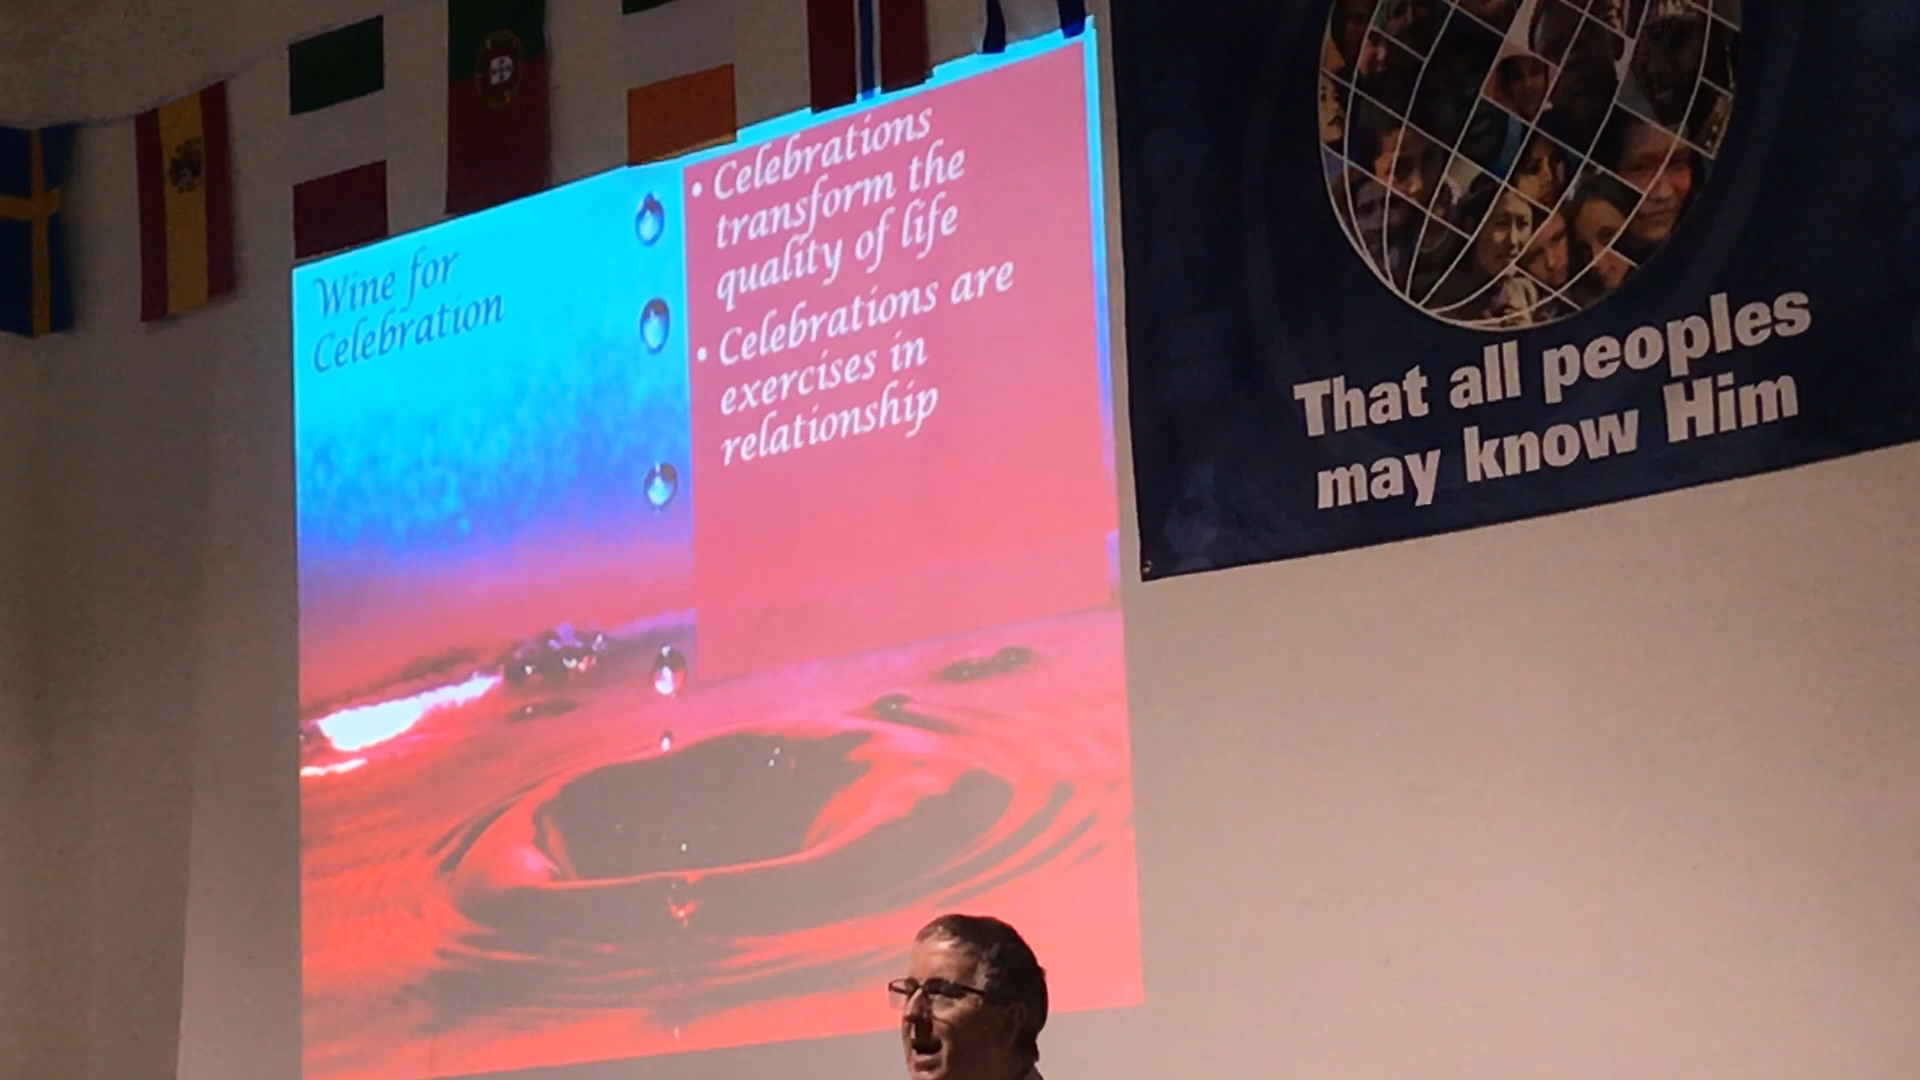 Wine for
Celebration
• Celebrations
transform the
quality of life
• Celebrations are
exercises in
relationship
That all peoples
may know Him